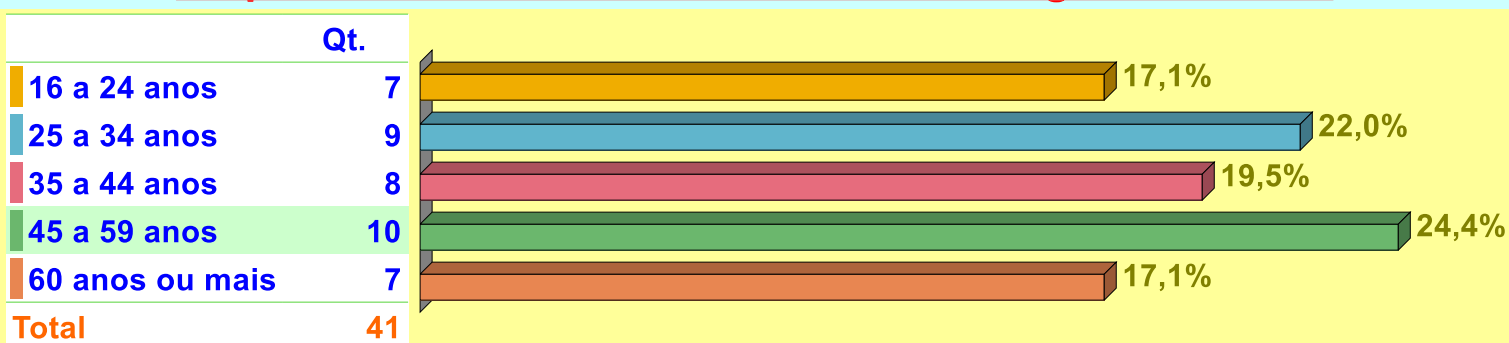 Qt.
16 a 24 anos 7 17,1%
25 a 34 anos 9 22,0%
35 a 44 anos 8 19,5%
45 a 59 anos 10 24,4%
60 anos ou mais 7 17,1%
Total 41